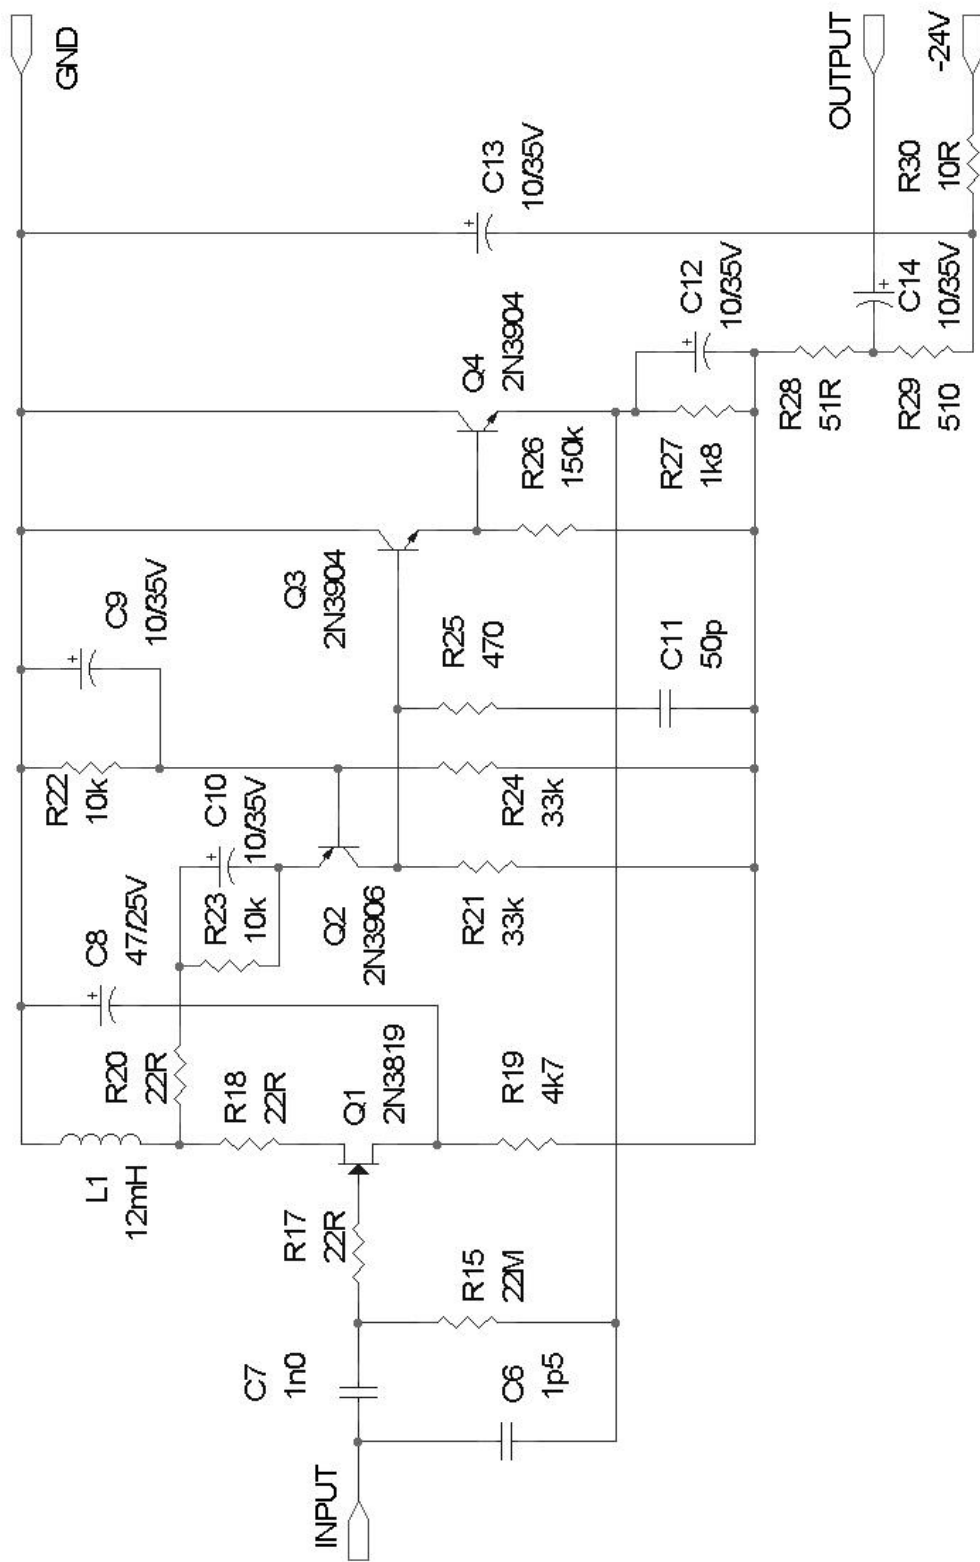 GND
OUTPUT
-24V
R30
10R
C13
10/35V
C12
10/35V
C14
10/35V
Q4
2N3904
R26
150k
R27
1k8
R28
51R
R29
510
C9
10/35V
Q3
2N3904
R25
470
C11
50p
R22
10k
C10
10/35V
R24
33k
C8
47/25V
R23
10k
Q2
2N3906
R21
33k
R20
22R
R18
22R
Q1
2N3819
R19
4k7
L1
12mH
R17
22R
R15
22M
C7
1n0
C6
1p5
INPUT